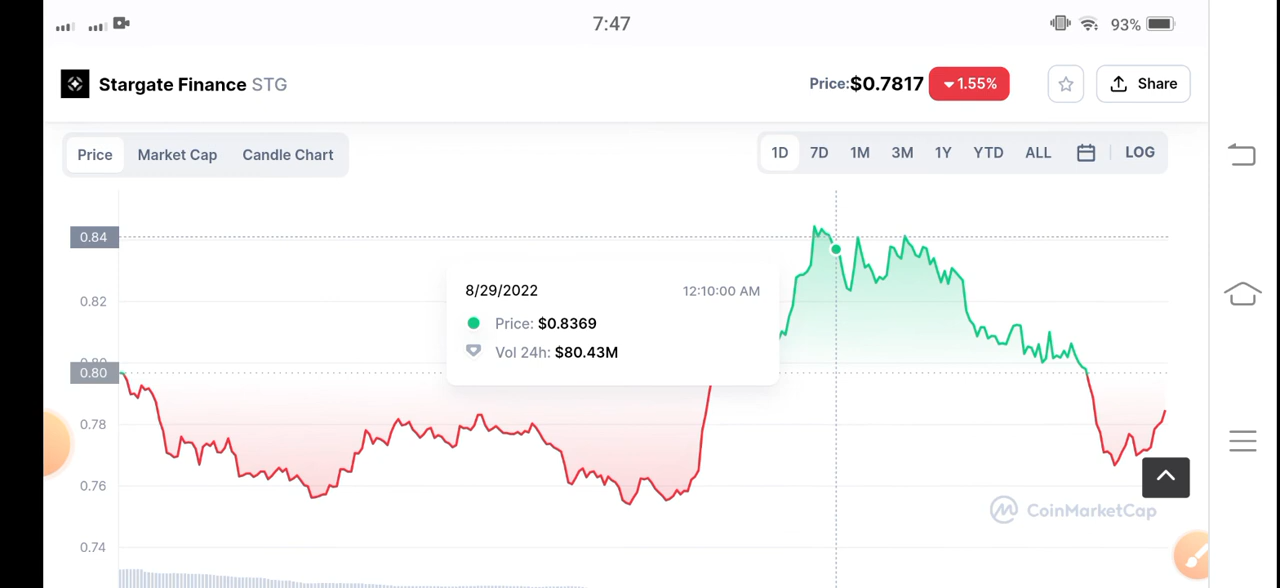 7:47
93%
Stargate Finance STG
Price:$0.7817
1.55%
Share
Price
Market Cap
Candle Chart
1D
7D
1M
3M
1Y
YTD
ALL
LOG
0.84
0.82
0.80
0.80
0.78
0.76
0.74
8/29/2022
12:10:00 AM
Price: $0.8369
Vol 24h: $80.43M
CoinMarketCap